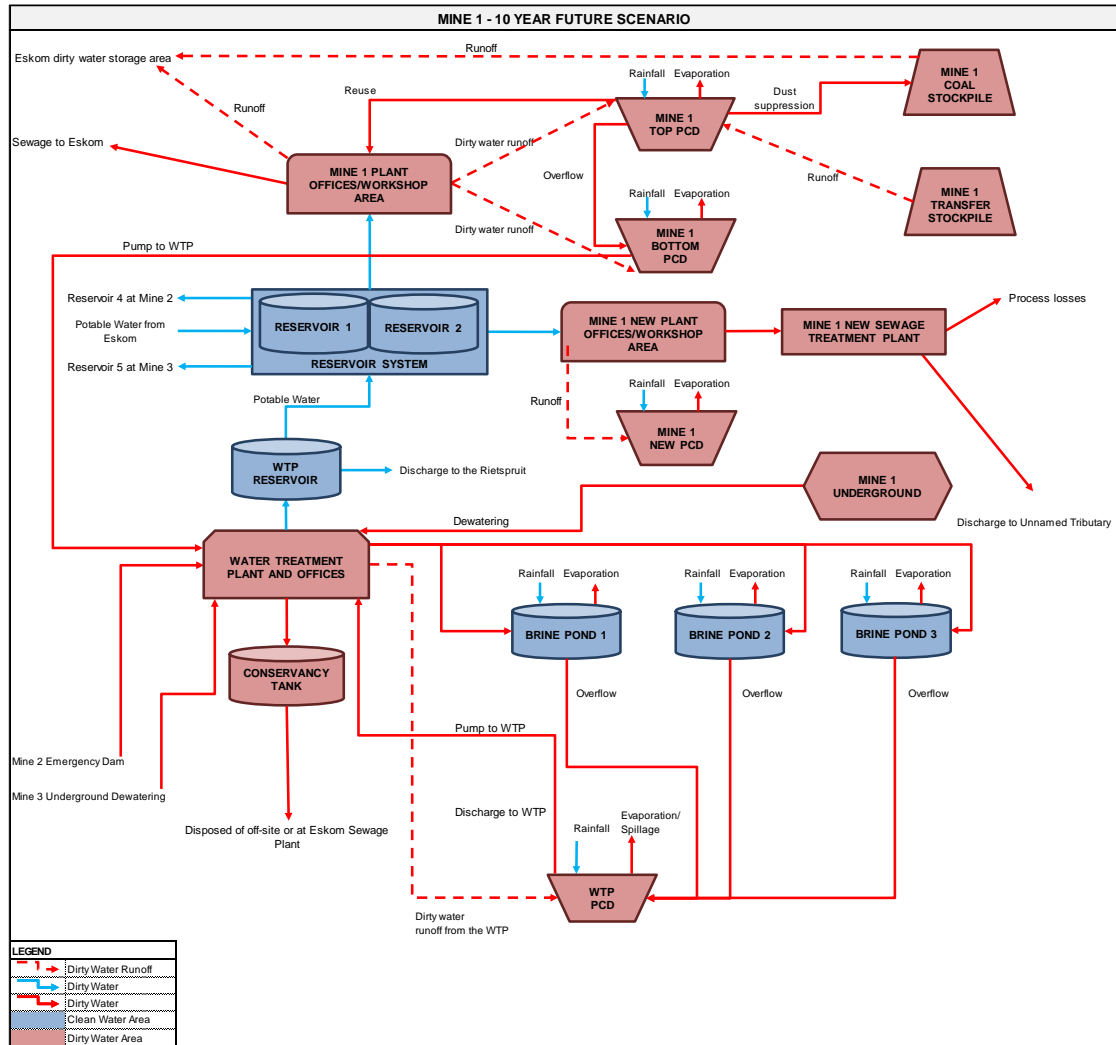 MINE 1 - 10 YEAR FUTURE SCENARIO
Runoff
Eskom dirty water storage area
Rainfall
Evaporation
MINE 1
COAL
STOCKPILE
Reuse
Dust
suppression
Runoff
MINE 1
TOP PCD
Sewage to Eskom
Dirty water runoff
MINE 1 PLANT
OFFICES/WORKSHOP
AREA
Overflow
Runoff
Rainfall
Evaporation
MINE 1
TRANSFER
STOCKPILE
Dirty water runoff
MINE 1
BOTTOM
PCD
Pump to WTP
Reservoir 4 at Mine 2
Potable Water from
Eskom
Reservoir 5 at Mine 3
RESERVOIR 1
RESERVOIR 2
RESERVOIR SYSTEM
MINE 1 NEW PLANT
OFFICES/WORKSHOP
AREA
MINE 1 NEW SEWAGE
TREATMENT PLANT
Process losses
Potable Water
Runoff
Rainfall
Evaporation
MINE 1
NEW PCD
WTP
RESERVOIR
Discharge to the Rietspruit
MINE 1
UNDERGROUND
Dewatering
Discharge to Unnamed Tributary
WATER TREATMENT
PLANT AND OFFICES
Rainfall
Evaporation
Rainfall
Evaporation
Rainfall
Evaporation
BRINE POND 1
BRINE POND 2
BRINE POND 3
CONSERVANCY
TANK
Overflow
Overflow
Overflow
Pump to WTP
Mine 2 Emergency Dam
Mine 3 Underground Dewatering
Discharge to WTP
Disposed of off-site or at Eskom Sewage
Plant
Rainfall
Evaporation/
Spillage
WTP
PCD
Dirty water
runoff from the WTP
LEGEND
Dirty Water Runoff
Dirty Water
Dirty Water
Clean Water Area
Dirty Water Area